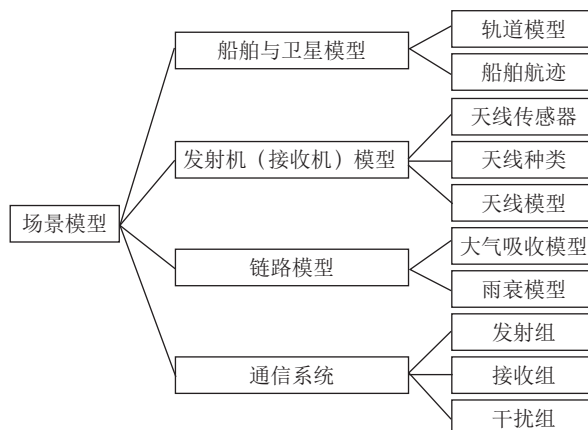 场景模型
船舶与卫星模型
轨道模型
船舶航迹
发射机（接收机）模型
天线传感器
天线种类
天线模型
链路模型
大气吸收模型
雨衰模型
通信系统
发射组
接收组
干扰组